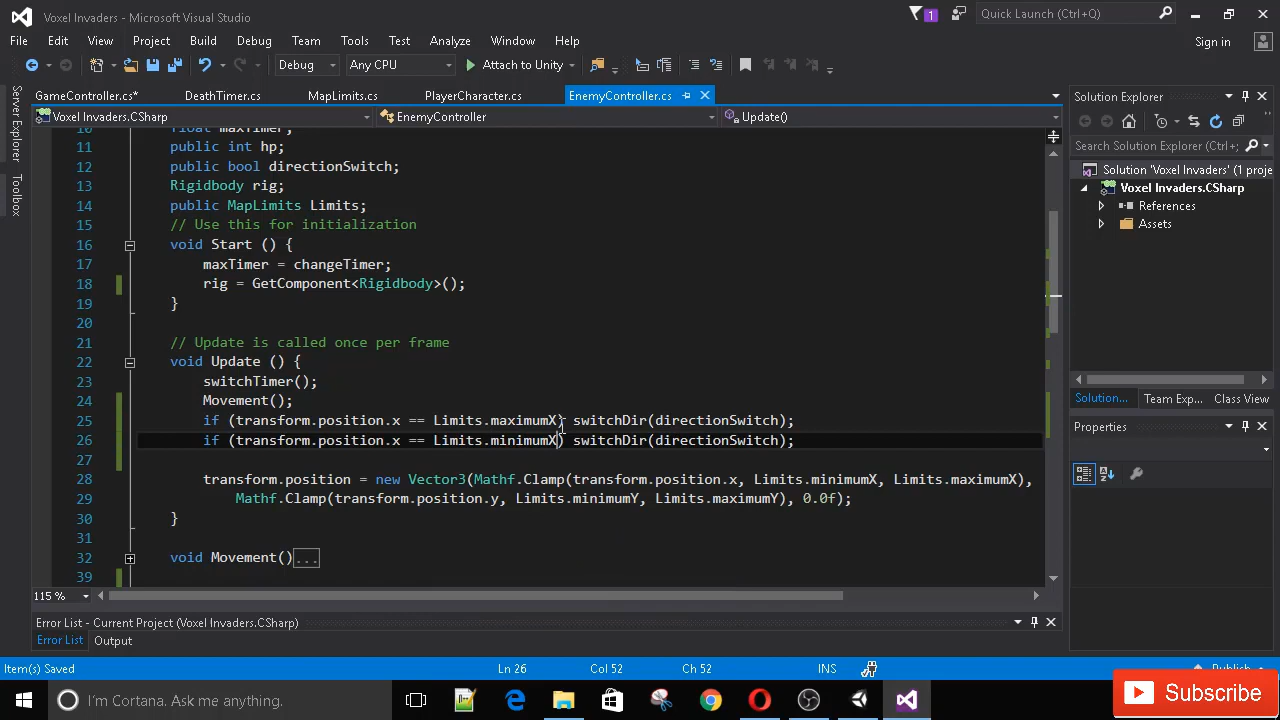 Voxel Invaders - Microsoft Visual Studio
1
Quick Launch (Ctrl+Q)
File Edit View Project Build Debug Team Tools Test Analyze Window Help
Sign in
Debug Any CPU Attach to Unity
GameController.cs* DeathTimer.cs MapLimits.cs PlayerCharacter.cs EnemyController.cs
Solution Explorer
Server Explorer
Toolbox
Voxel Invaders.CSharp EnemyController Update()
Search Solution Explorer (Ctrl+;
Solution 'Voxel Invaders' (1 proje
Voxel Invaders.CSharp
References
Assets
10 float maxTimer;
11 public int hp;
12 public bool directionSwitch;
13 Rigidbody rig;
14 public MapLimits Limits;
15 // Use this for initialization
16 void Start () {
17 maxTimer = changeTimer;
18 rig = GetComponent<Rigidbody>();
19 }
20
21 // Update is called once per frame
22 void Update () {
23 switchTimer();
24 Movement();
25 if (transform.position.x == Limits.maximumX) switchDir(directionSwitch);
26 if (transform.position.x == Limits.minimumX) switchDir(directionSwitch);
27
28 transform.position = new Vector3(Mathf.Clamp(transform.position.x, Limits.minimumX, Limits.maximumX),
29 Mathf.Clamp(transform.position.y, Limits.minimumY, Limits.maximumY), 0.0f);
30 }
31
32 void Movement()...
39
Solution... Team Exp... Class View
Properties
115 %
Error List - Current Project (Voxel Invaders.CSharp)
Error List Output
Item(s) Saved Ln 26 Col 52 Ch 52 INS Publish
I'm Cortana. Ask me anything.
Subscribe